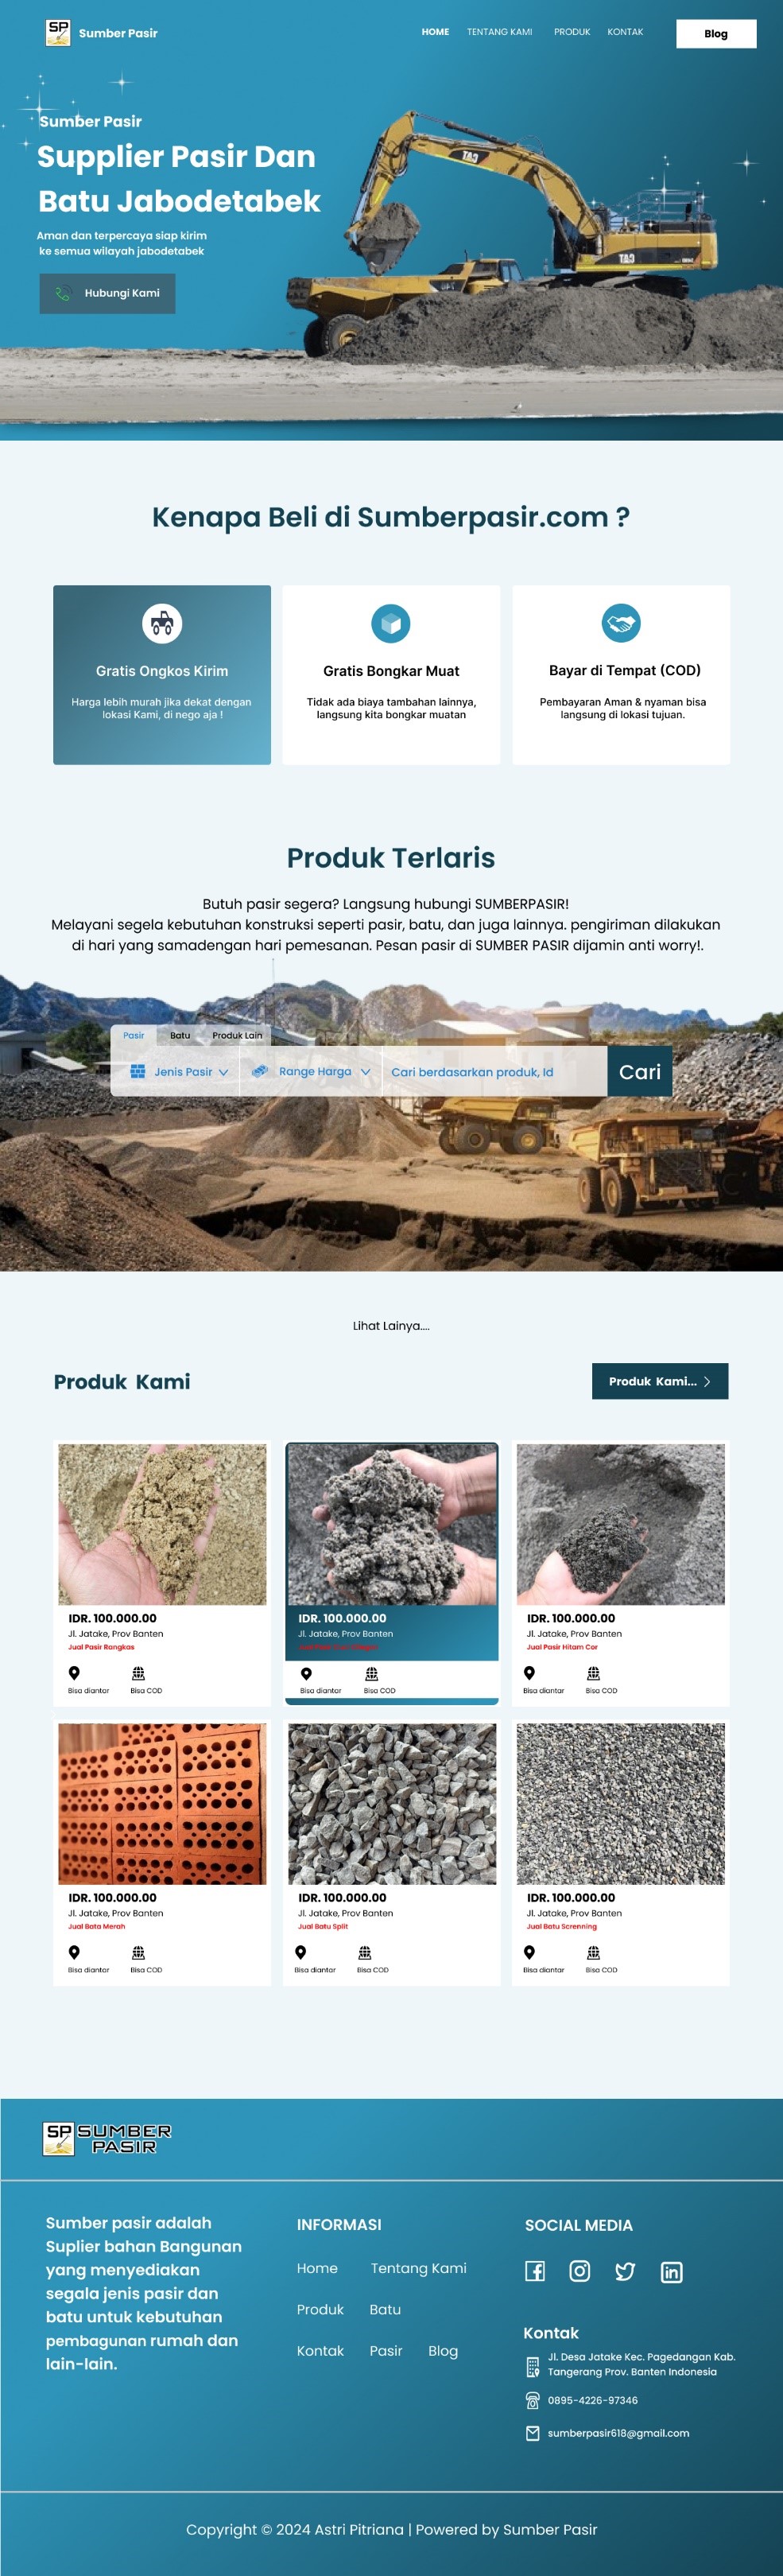 SP
Sumber Pasir
HOME TENTANG KAMI PRODUK KONTAK
Blog
Sumber Pasir
Supplier Pasir Dan
Batu Jabodetabek
Aman dan terpercaya siap kirim
ke semua wilayah jabodetabek
Hubungi Kami
CAT
CAT
Kenapa Beli di Sumberpasir.com ?
Gratis Ongkos Kirim
Harga lebih murah jika dekat dengan
lokasi Kami, di nego aja !
Gratis Bongkar Muat
Tidak ada biaya tambahan lainnya,
langsung kita bongkar muatan
Bayar di Tempat (COD)
Pembayaran Aman & nyaman bisa
langsung di lokasi tujuan.
Produk Terlaris
Butuh pasir segera? Langsung hubungi SUMBERPASIR!
Melayani segela kebutuhan konstruksi seperti pasir, batu, dan juga lainnya. pengiriman dilakukan
di hari yang samadengan hari pemesanan. Pesan pasir di SUMBER PASIR dijamin anti worry!.
Pasir Batu Produk Lain
Jenis Pasir Range Harga Cari berdasarkan produk, Id Cari
Lihat Lainya....
Produk Kami
Produk Kami...
IDR. 100.000.00
Jl. Jatake, Prov Banten
Jual Pasir Rangkas
Bisa diantar Bisa COD
IDR. 100.000.00
Jl. Jatake, Prov Banten
Bisa diantar Bisa COD
IDR. 100.000.00
Jl. Jatake, Prov Banten
Jual Pasir Hitam Cor
Bisa diantar Bisa COD
IDR. 100.000.00
Jl. Jatake, Prov Banten
Jual Bata Merah
Bisa diantar Bisa COD
IDR. 100.000.00
Jl. Jatake, Prov Banten
Jual Batu Split
Bisa diantar Bisa COD
IDR. 100.000.00
Jl. Jatake, Prov Banten
Jual Batu Screnning
Bisa diantar Bisa COD
SP SUMBER
PASIR
Sumber pasir adalah
Suplier bahan Bangunan
yang menyediakan
segala jenis pasir dan
batu untuk kebutuhan
pembagunan rumah dan
lain-lain.
INFORMASI
Home Tentang Kami
Produk Batu
Kontak Pasir Blog
SOCIAL MEDIA
Kontak
Jl. Desa Jatake Kec. Pagedangan Kab.
Tangerang Prov. Banten Indonesia
0895-4226-97346
sumberpasir618@gmail.com
Copyright © 2024 Astri Pitriana | Powered by Sumber Pasir